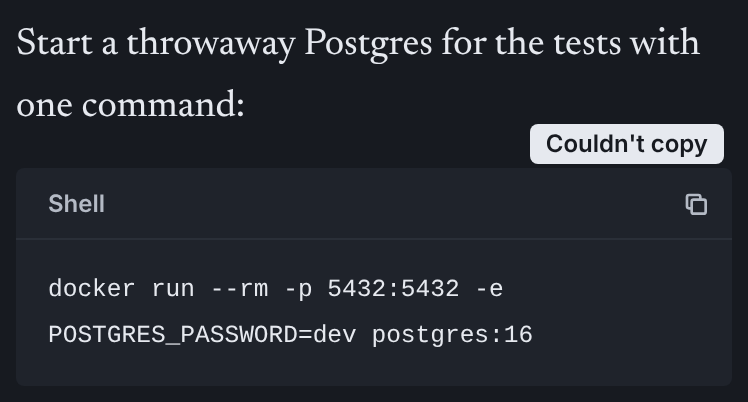 Start a throwaway Postgres for the tests with
one command:
Couldn't copy
Shell
docker run --rm -p 5432:5432 -e
POSTGRES_PASSWORD=dev postgres:16